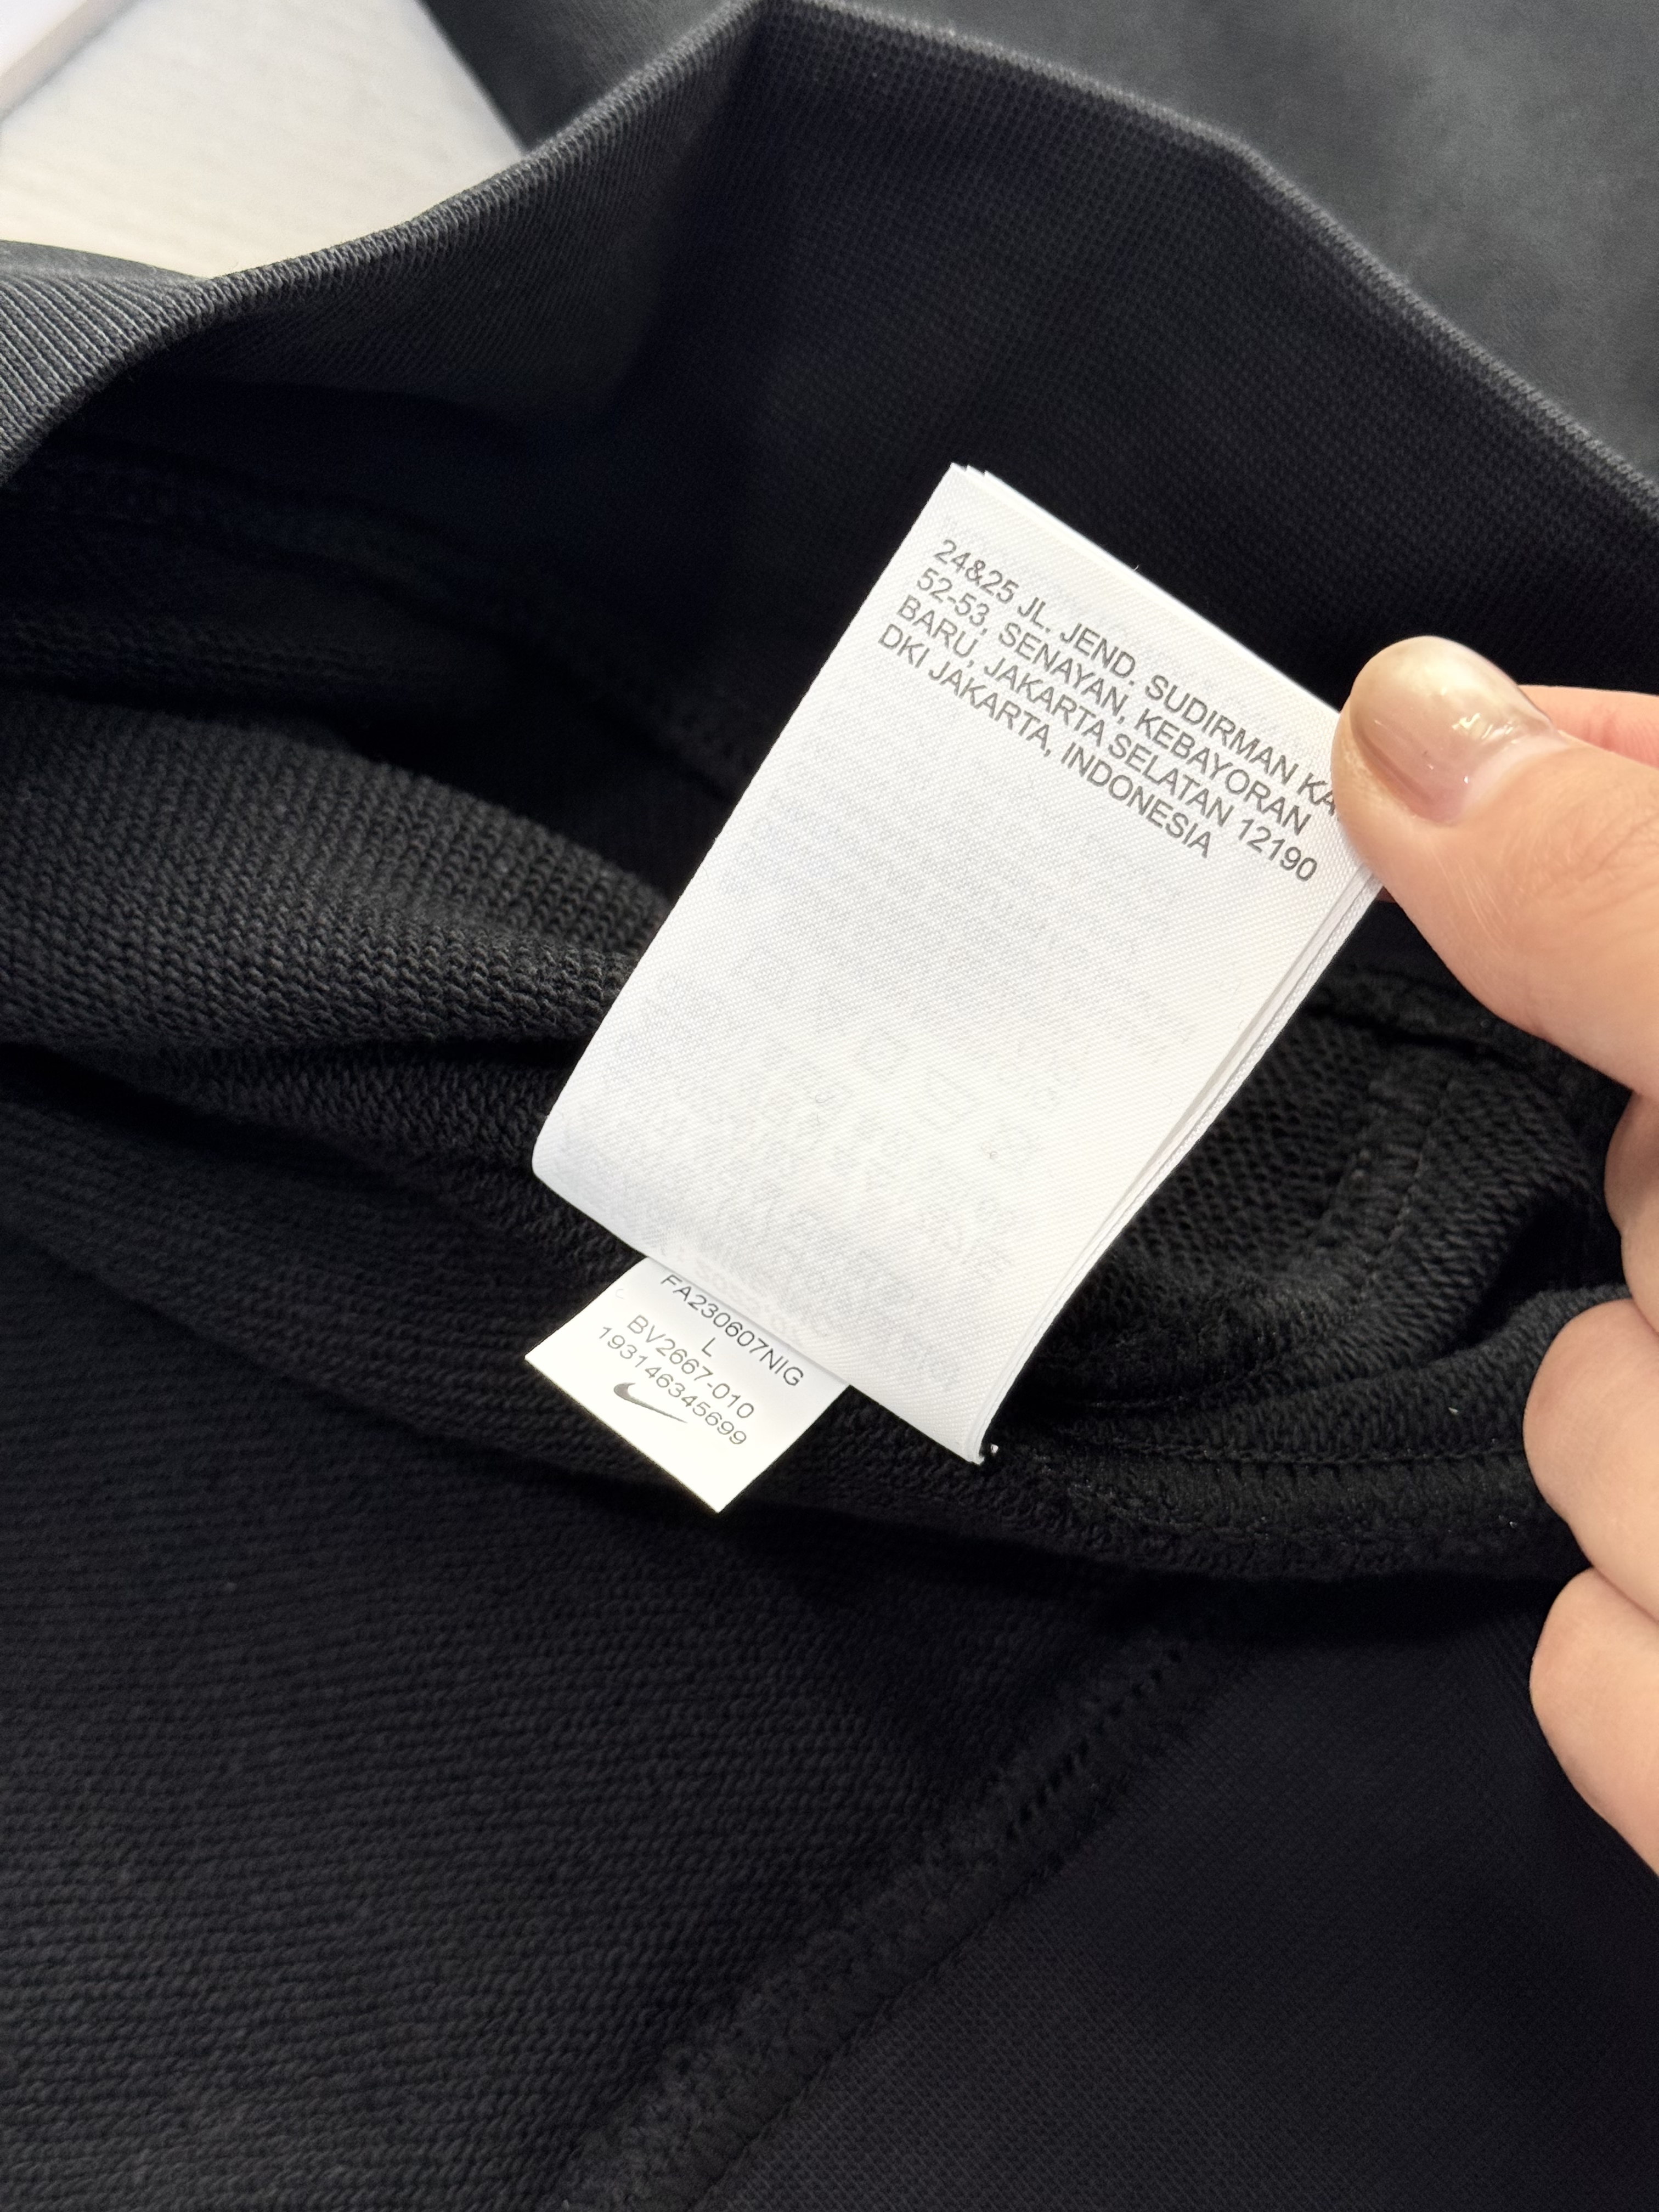 24&25 JL. JEND. SUDIRMAN KA
52-53, SENAYAN, KEBAYORAN
BARU, JAKARTA SELATAN 12190
DKI JAKARTA, INDONESIA
FA230607NIG
L
BV2667-010
193146345699